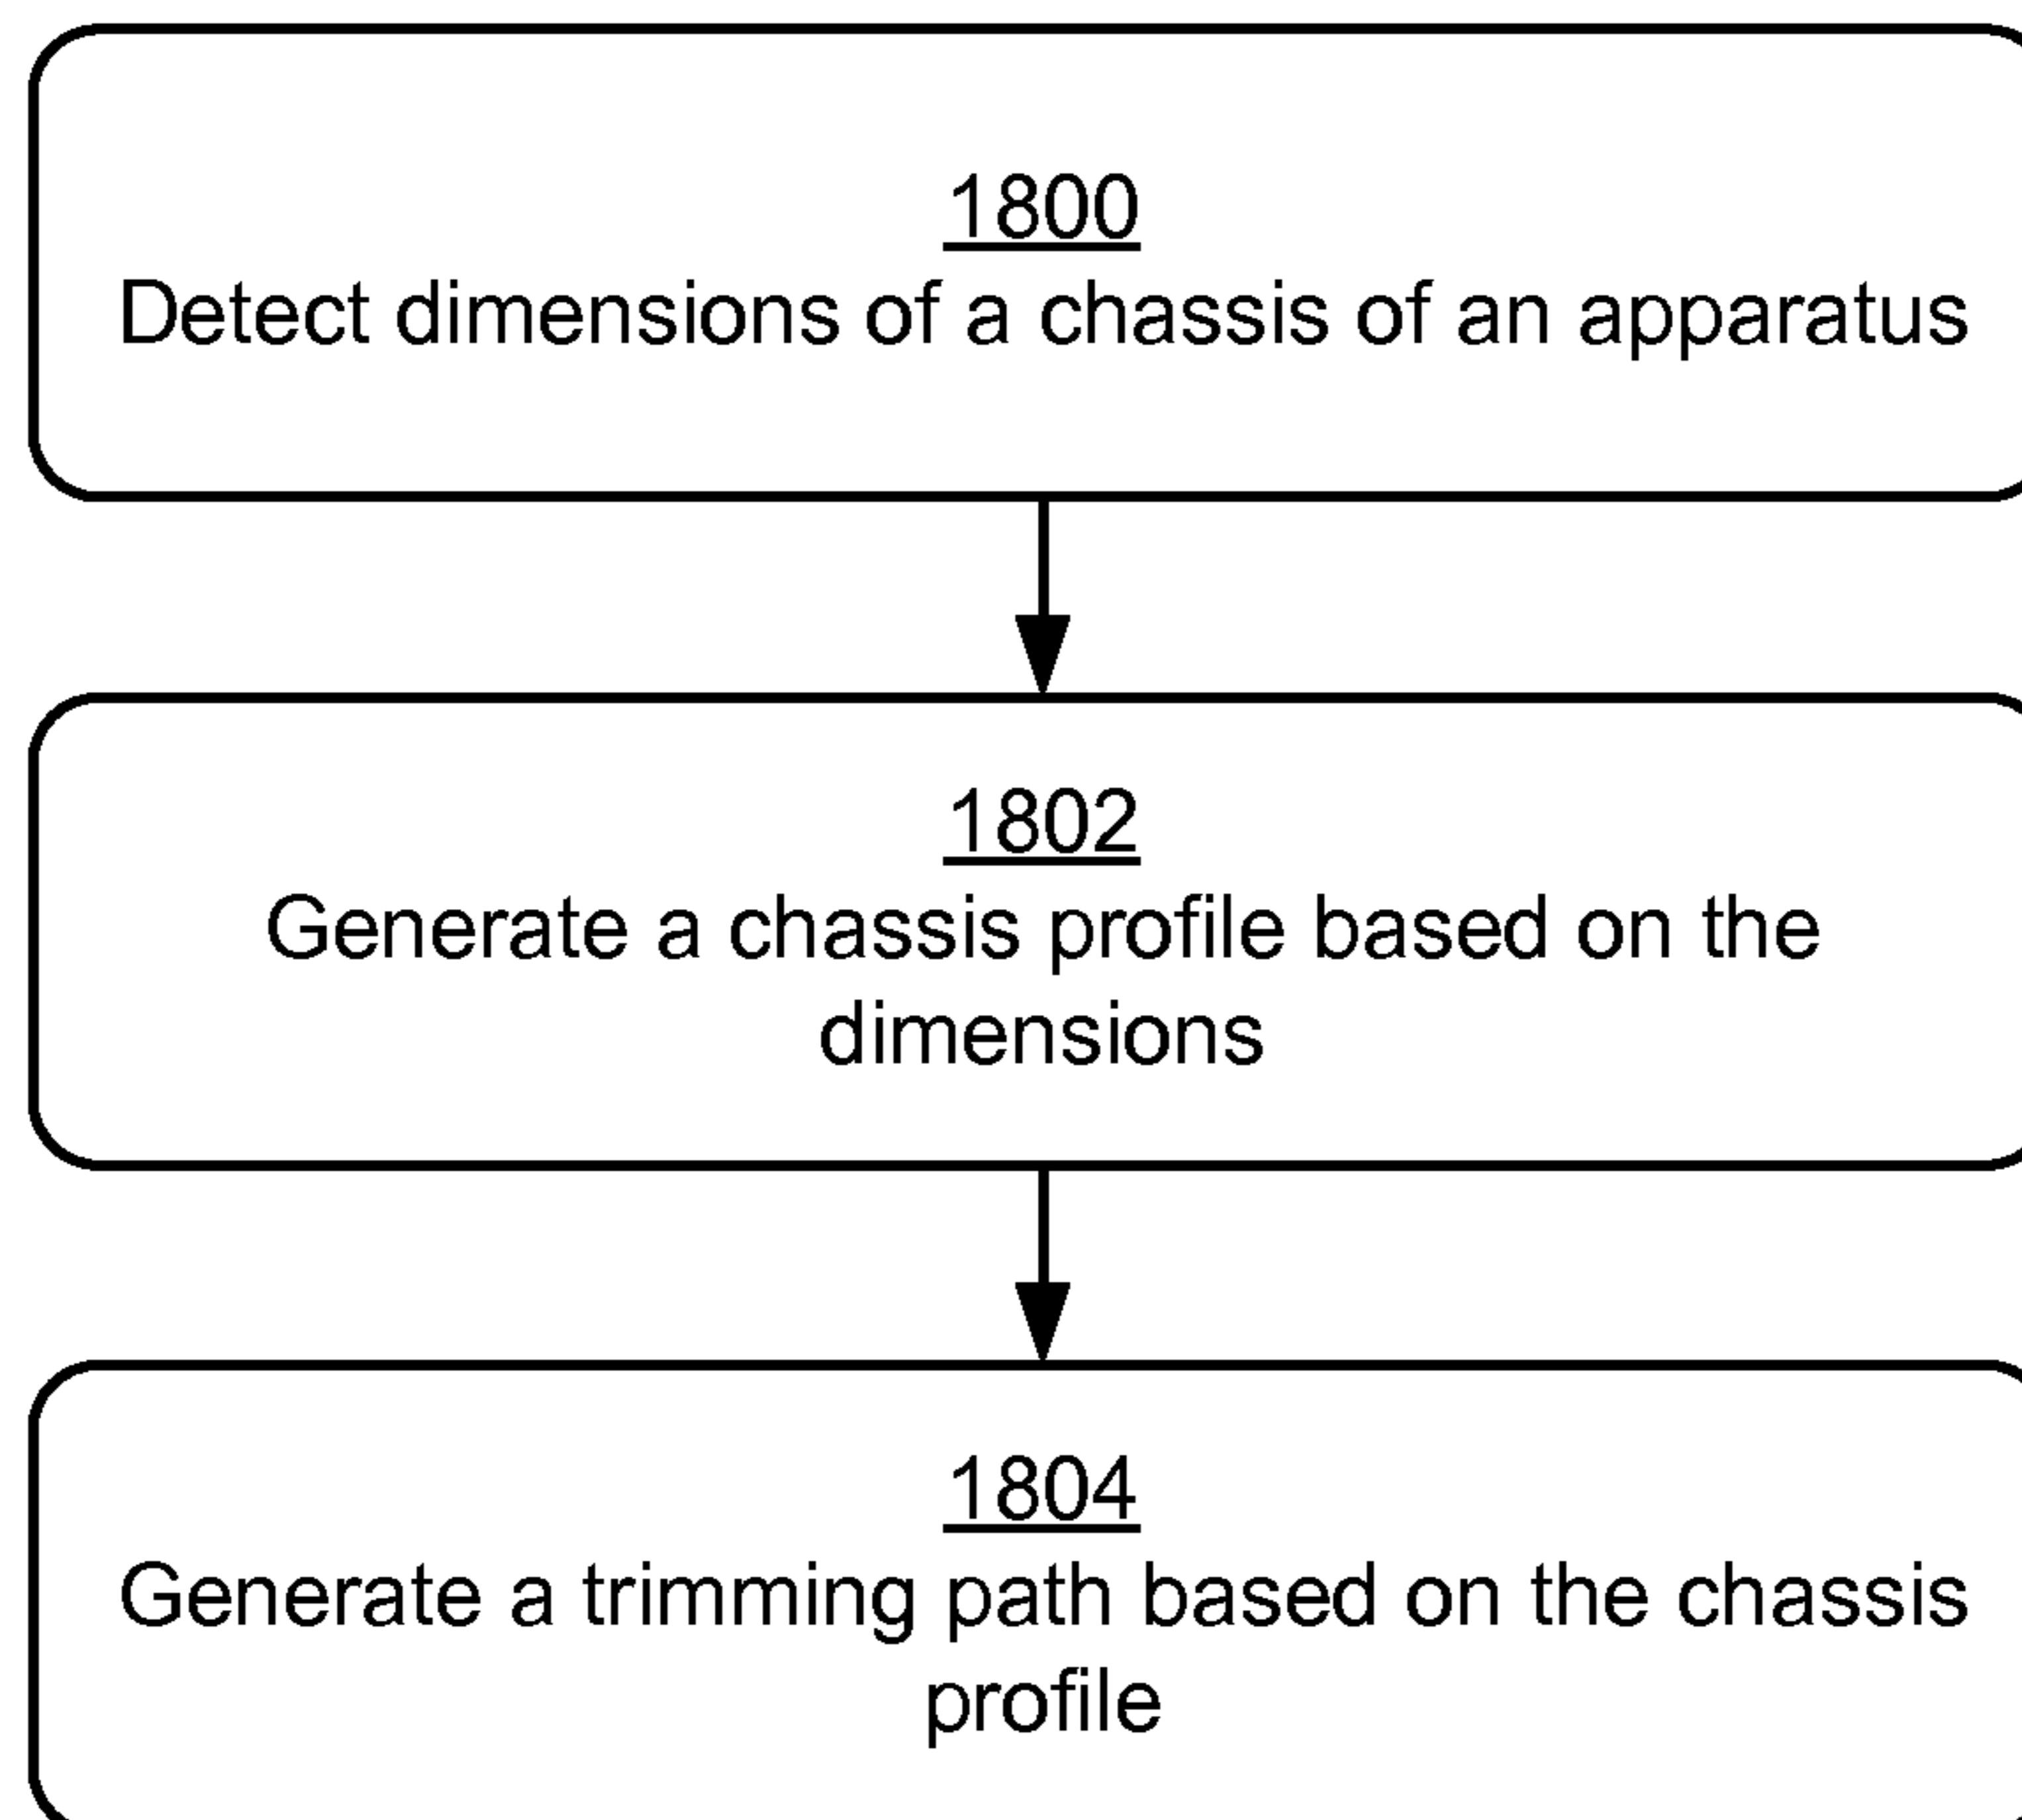 1800
Detect dimensions of a chassis of an apparatus
1802
Generate a chassis profile based on the
dimensions
1804
Generate a trimming path based on the chassis
profile